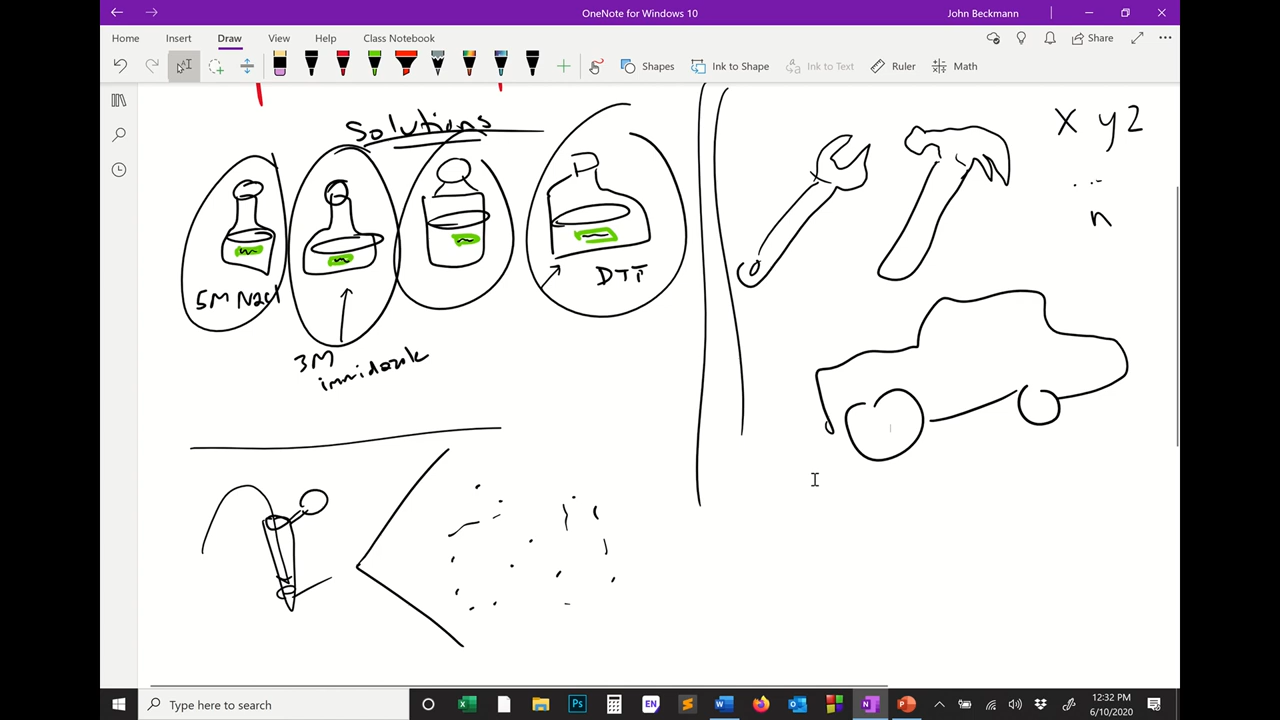 OneNote for Windows 10
John Beckmann
Home Insert Draw View Help Class Notebook
Share
Shapes Ink to Shape Ink to Text Ruler Math
Solutions
5M Nacl
3M
immidazole
DTT
X y z
n
Type here to search
EN
12:32 PM
6/10/2020